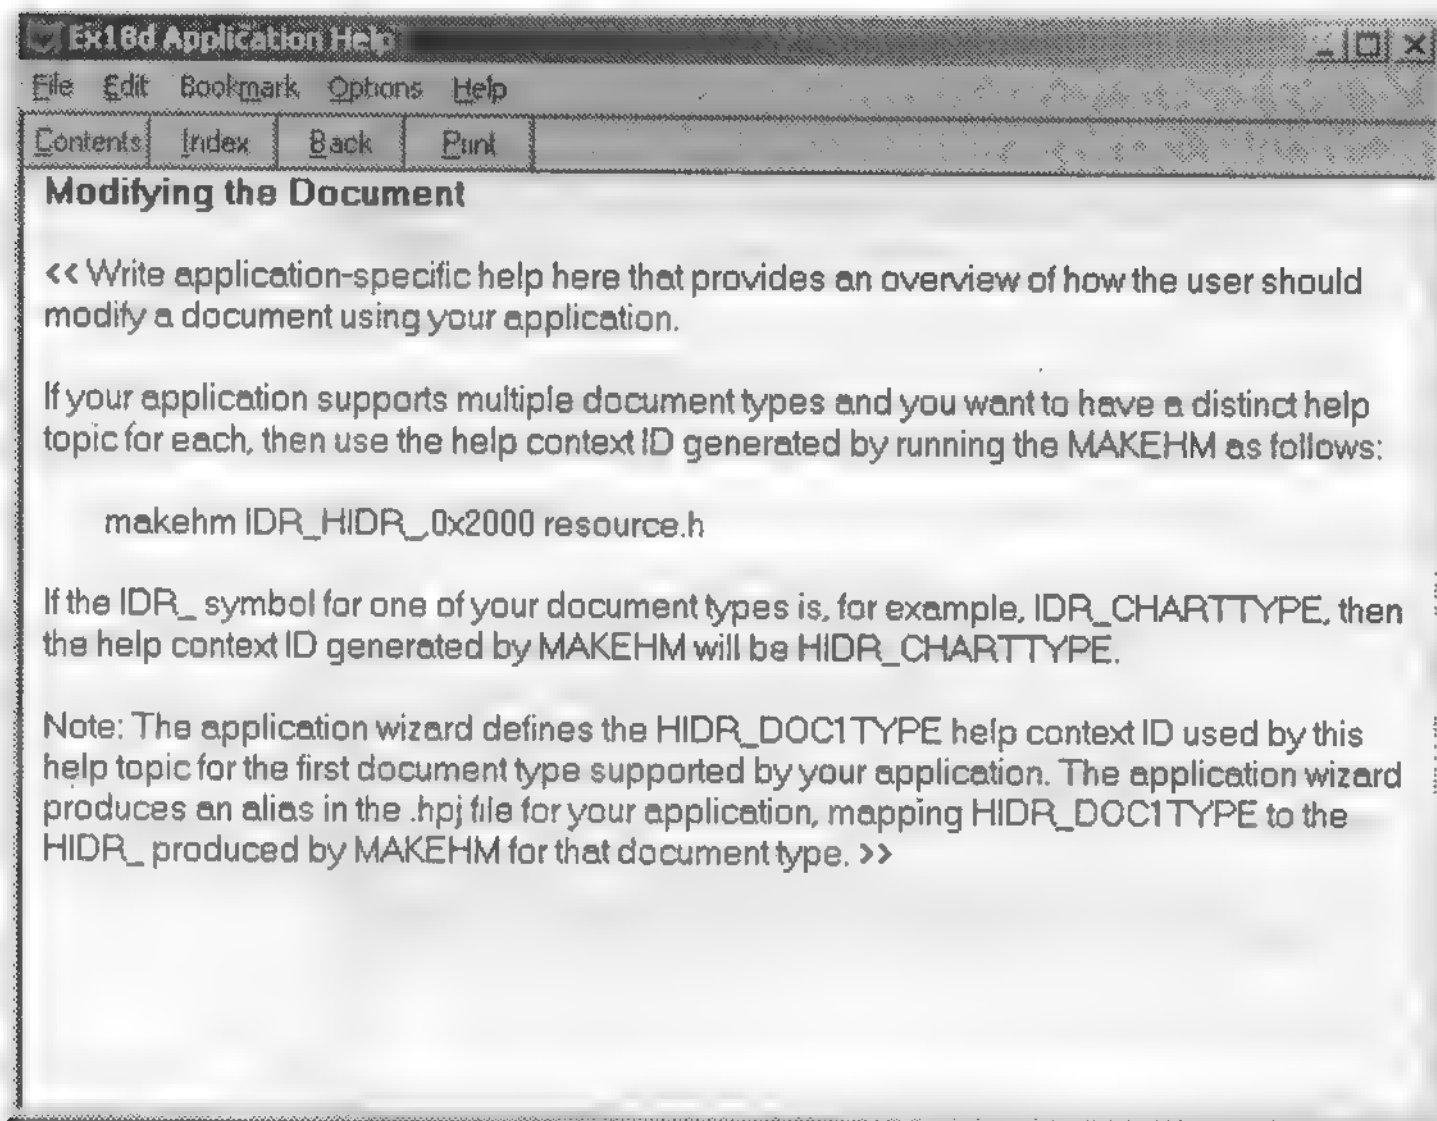 Ex18d Application Help
File Edit Bookmark Options Help
Contents Index Back Print
Modifying the Document
<< Write application-specific help here that provides an overview of how the user should
modify a document using your application.
If your application supports multiple document types and you want to have a distinct help
topic for each, then use the help context ID generated by running the MAKEHM as follows:
makehm IDR_HIDR_,0x2000 resource.h
If the IDR_ symbol for one of your document types is, for example, IDR_CHARTTYPE, then
the help context ID generated by MAKEHM will be HIDR_CHARTTYPE.
Note: The application wizard defines the HIDR_DOC1TYPE help context ID used by this
help topic for the first document type supported by your application. The application wizard
produces an alias in the .hpj file for your application, mapping HIDR_DOC1TYPE to the
HIDR_ produced by MAKEHM for that document type. >>